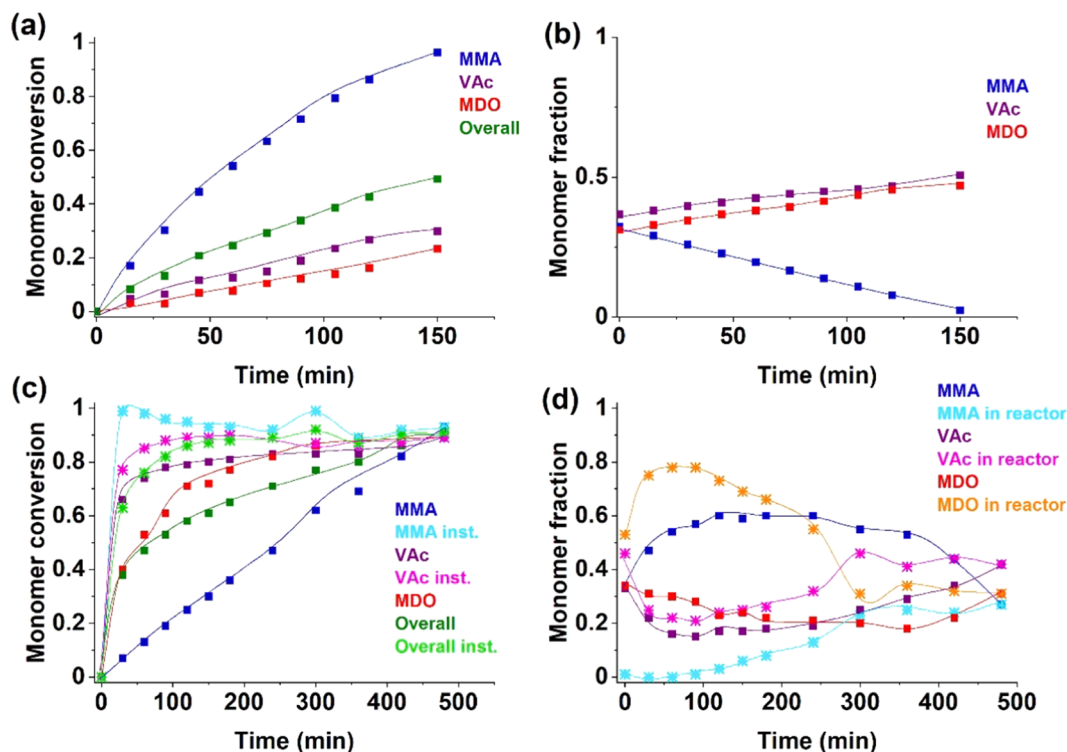 (a)
Monomer conversion
1
0.8
0.6
0.4
0.2
0
0
50
100
150
Time (min)
MMA
VAc
MDO
Overall
(b)
Monomer fraction
1
0.5
0
0
50
100
150
Time (min)
MMA
VAc
MDO
(c)
Monomer conversion
1
0.8
0.6
0.4
0.2
0
0
100
200
300
400
500
Time (min)
MMA
MMA inst.
VAc
VAc inst.
MDO
Overall
Overall inst.
(d)
Monomer fraction
1
0.8
0.6
0.4
0.2
0
0
100
200
300
400
500
Time (min)
MMA
MMA in reactor
VAc
VAc in reactor
MDO
MDO in reactor